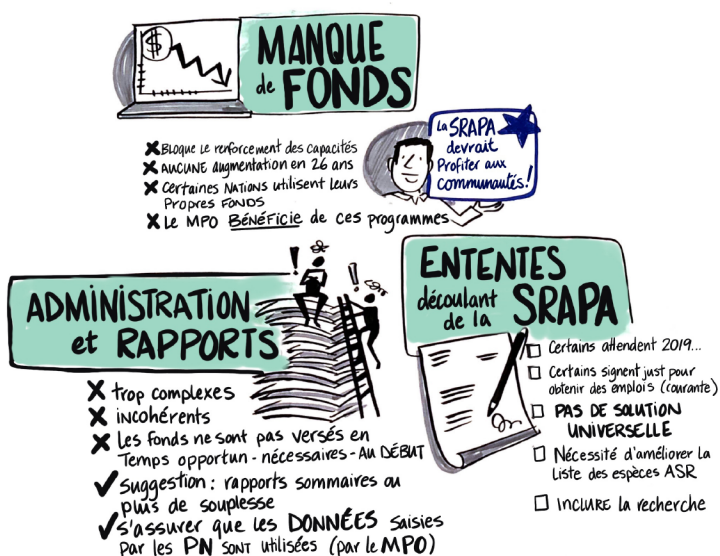 MANQUE
de FONDS
$
Bloque le renforcement des capacités
AUCUNE augmentation en 26 ans
Certaines Nations utilisent leurs
Propres FONDS
Le MPO BÉNÉFICIE de ces programmes
La SRAPA
devrait
Profiter aux
communautés!
ADMINISTRATION
et RAPPORTS
! !
trop complexes
incohérents
Les fonds ne sont pas versés en
Temps opportun - nécessaires - AU DÉBUT
Suggestion : rapports sommaires ou
plus de souplesse
S'assurer que les DONNÉES saisies
Par les PN SONT utilisées (par le MPO)
ENTENTES
découlant
de la SRAPA
Certains attendent 2019...
Certains signent just pour
obtenir des emplois (courante)
PAS DE SOLUTION
UNIVERSELLE
Nécessité d'améliorer la
Liste des espèces ASR
INCLURE la recherche